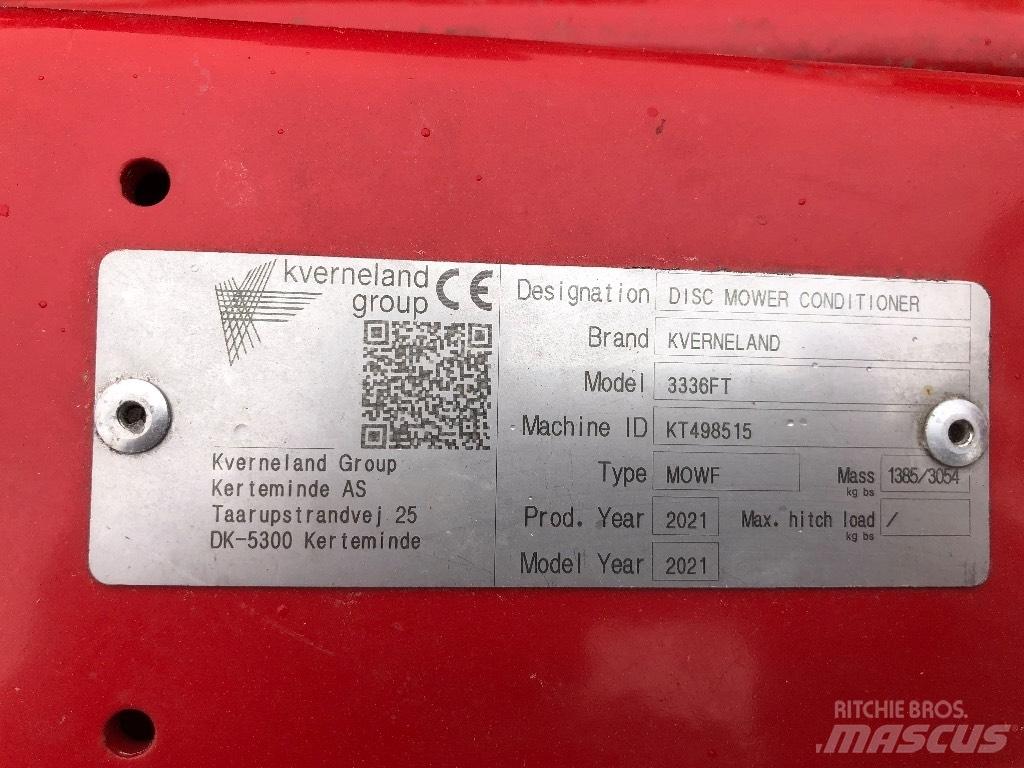 kverneland
group
CE
Kverneland Group
Kerteminde AS
Taarupstrandvej 25
DK-5300 Kerteminde
Designation DISC MOWER CONDITIONER
Brand KVERNELAND
Model 3336FT
Machine ID KT498515
Type MOWF Mass 1385/3054
kg bs
Prod. Year 2021 Max. hitch load /
kg bs
Model Year 2021
RITCHIE BROS.
MASCUS